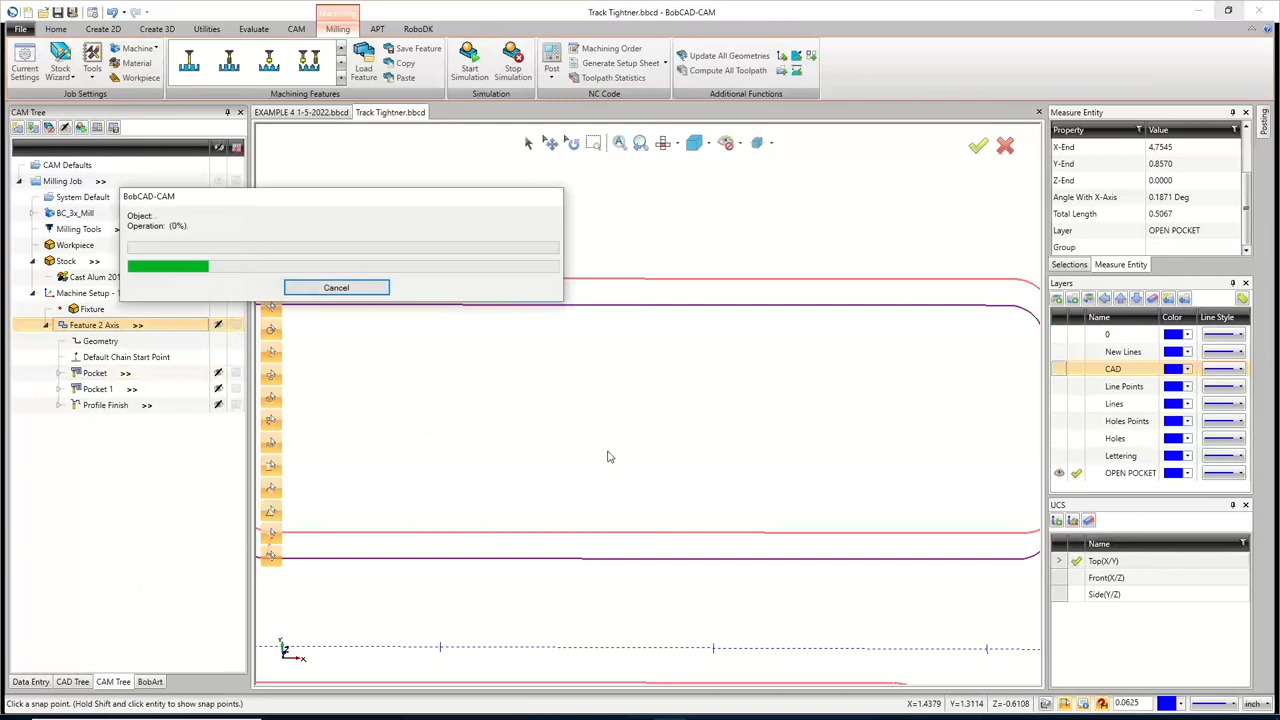 Track Tightner.bbcd - BobCAD-CAM
File
Home
Create 2D
Create 3D
Utilities
Evaluate
CAM
Milling
APT
RoboDK
Current Settings
Stock Wizard
Tools
Machine
Material
Workpiece
Job Settings
Machining Features
Load Feature
Save Feature
Copy
Paste
Start Simulation
Stop Simulation
Simulation
Post
Machining Order
Generate Setup Sheet
Toolpath Statistics
NC Code
Update All Geometries
Compute All Toolpath
Additional Functions
CAM Tree
EXAMPLE 4 1-5-2022.bbcd
Track Tightner.bbcd
CAM Defaults
Milling Job >>
System Default
BC_3x_Mill
Milling Tools
Workpiece
Stock >>
Cast Alum 201
Machine Setup -
Fixture
Feature 2 Axis >>
Geometry
Default Chain Start Point
Pocket >>
Pocket 1 >>
Profile Finish >>
BobCAD-CAM
Object: .
Operation: (0%).
Cancel
Y
Z
X
Measure Entity
Property Value
X-End 4.7545
Y-End 0.8570
Z-End 0.0000
Angle With X-Axis 0.1871 Deg
Total Length 0.5067
Layer OPEN POCKET
Group
Selections
Measure Entity
Posting
Layers
Name Color Line Style
0
New Lines
CAD
Line Points
Lines
Holes Points
Holes
Lettering
OPEN POCKET
UCS
Name
Top(X/Y)
Front(X/Z)
Side(Y/Z)
Data Entry
CAD Tree
CAM Tree
BobArt
Click a snap point. (Hold Shift and click entity to show snap points.)
X=1.4379 Y=1.3114 Z=-0.6108
0.0625
inch